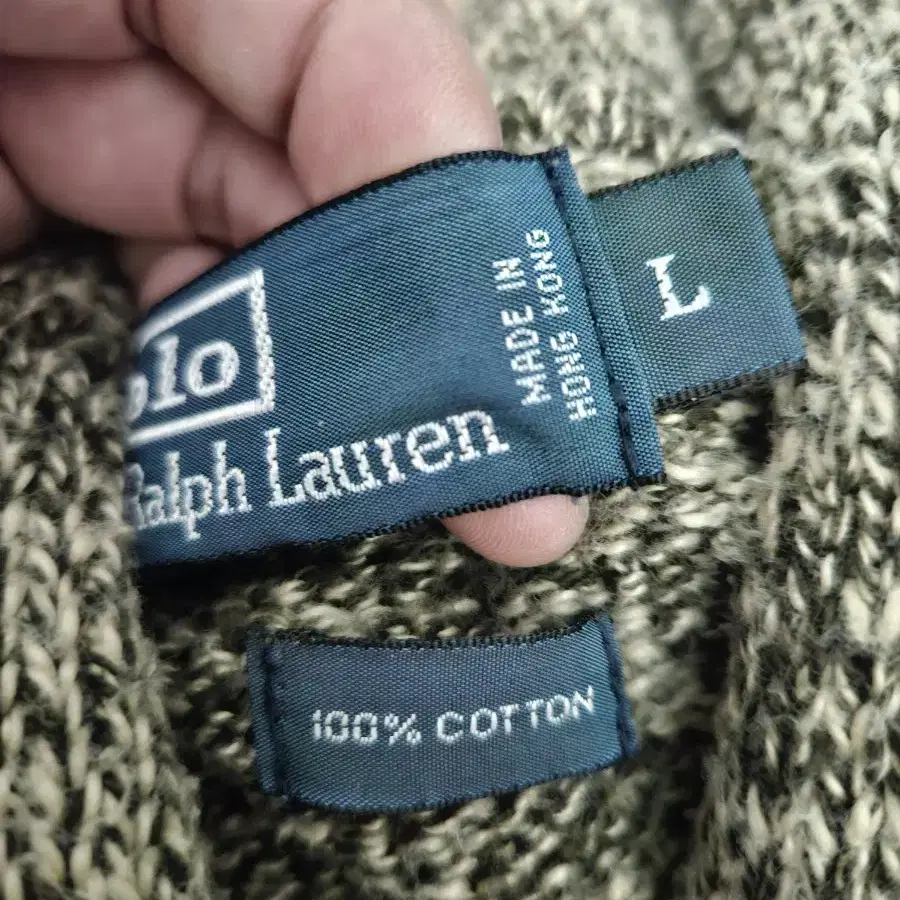 olo
Ralph Lauren
MADE IN
HONG KONG
L
100% COTTON